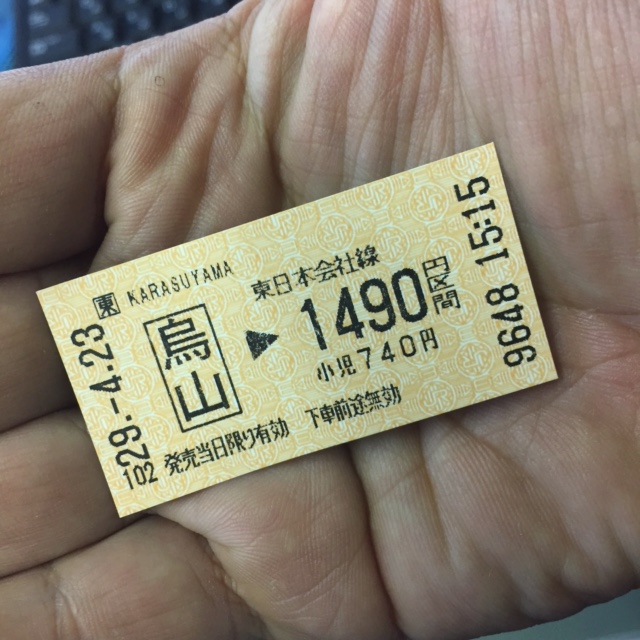 東 KARASUYAMA
烏山
東日本会社線
▶ 1490円区間
小児740円
発売当日限り有効 下車前途無効
29.-4.23
102
9648 15:15